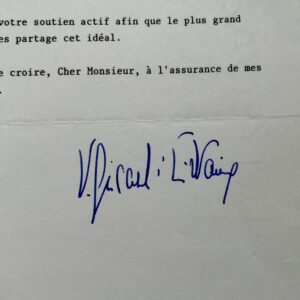 votre soutien actif afin que le plus grand
es partage cet idéal.
e croire, Cher Monsieur, à l'assurance de mes
.